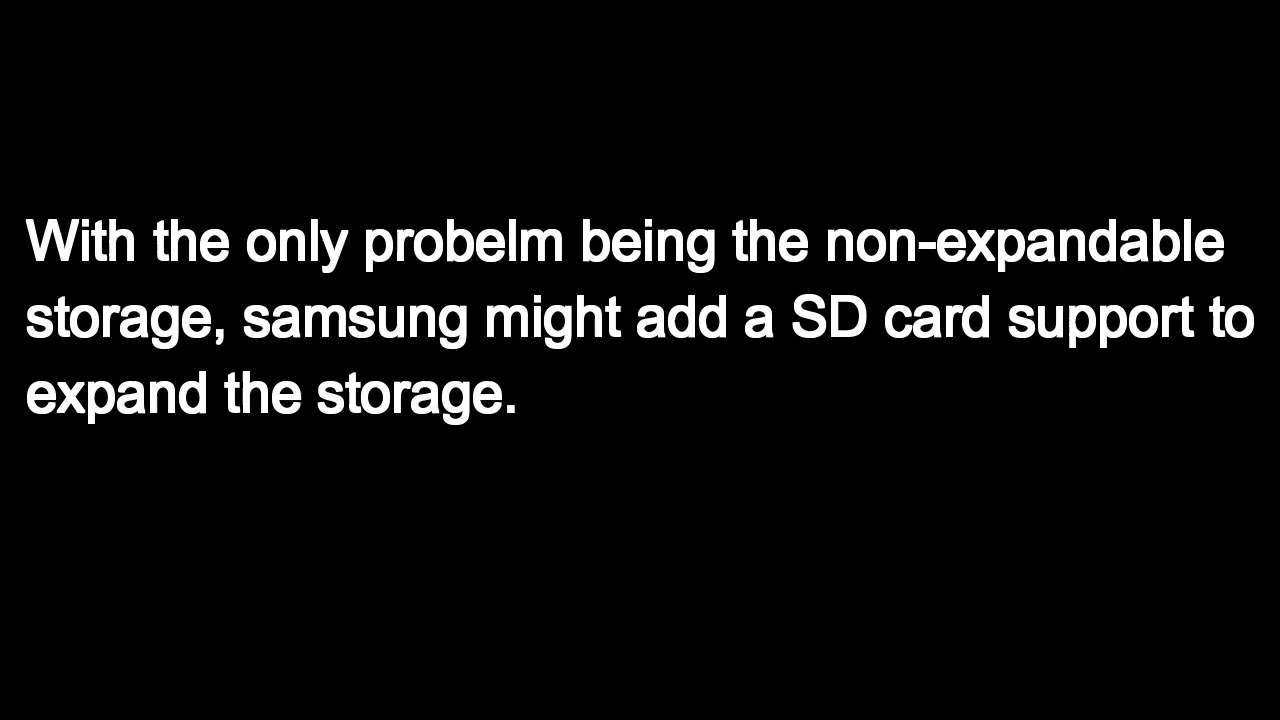 With the only probelm being the non-expandable
storage, samsung might add a SD card support to
expand the storage.